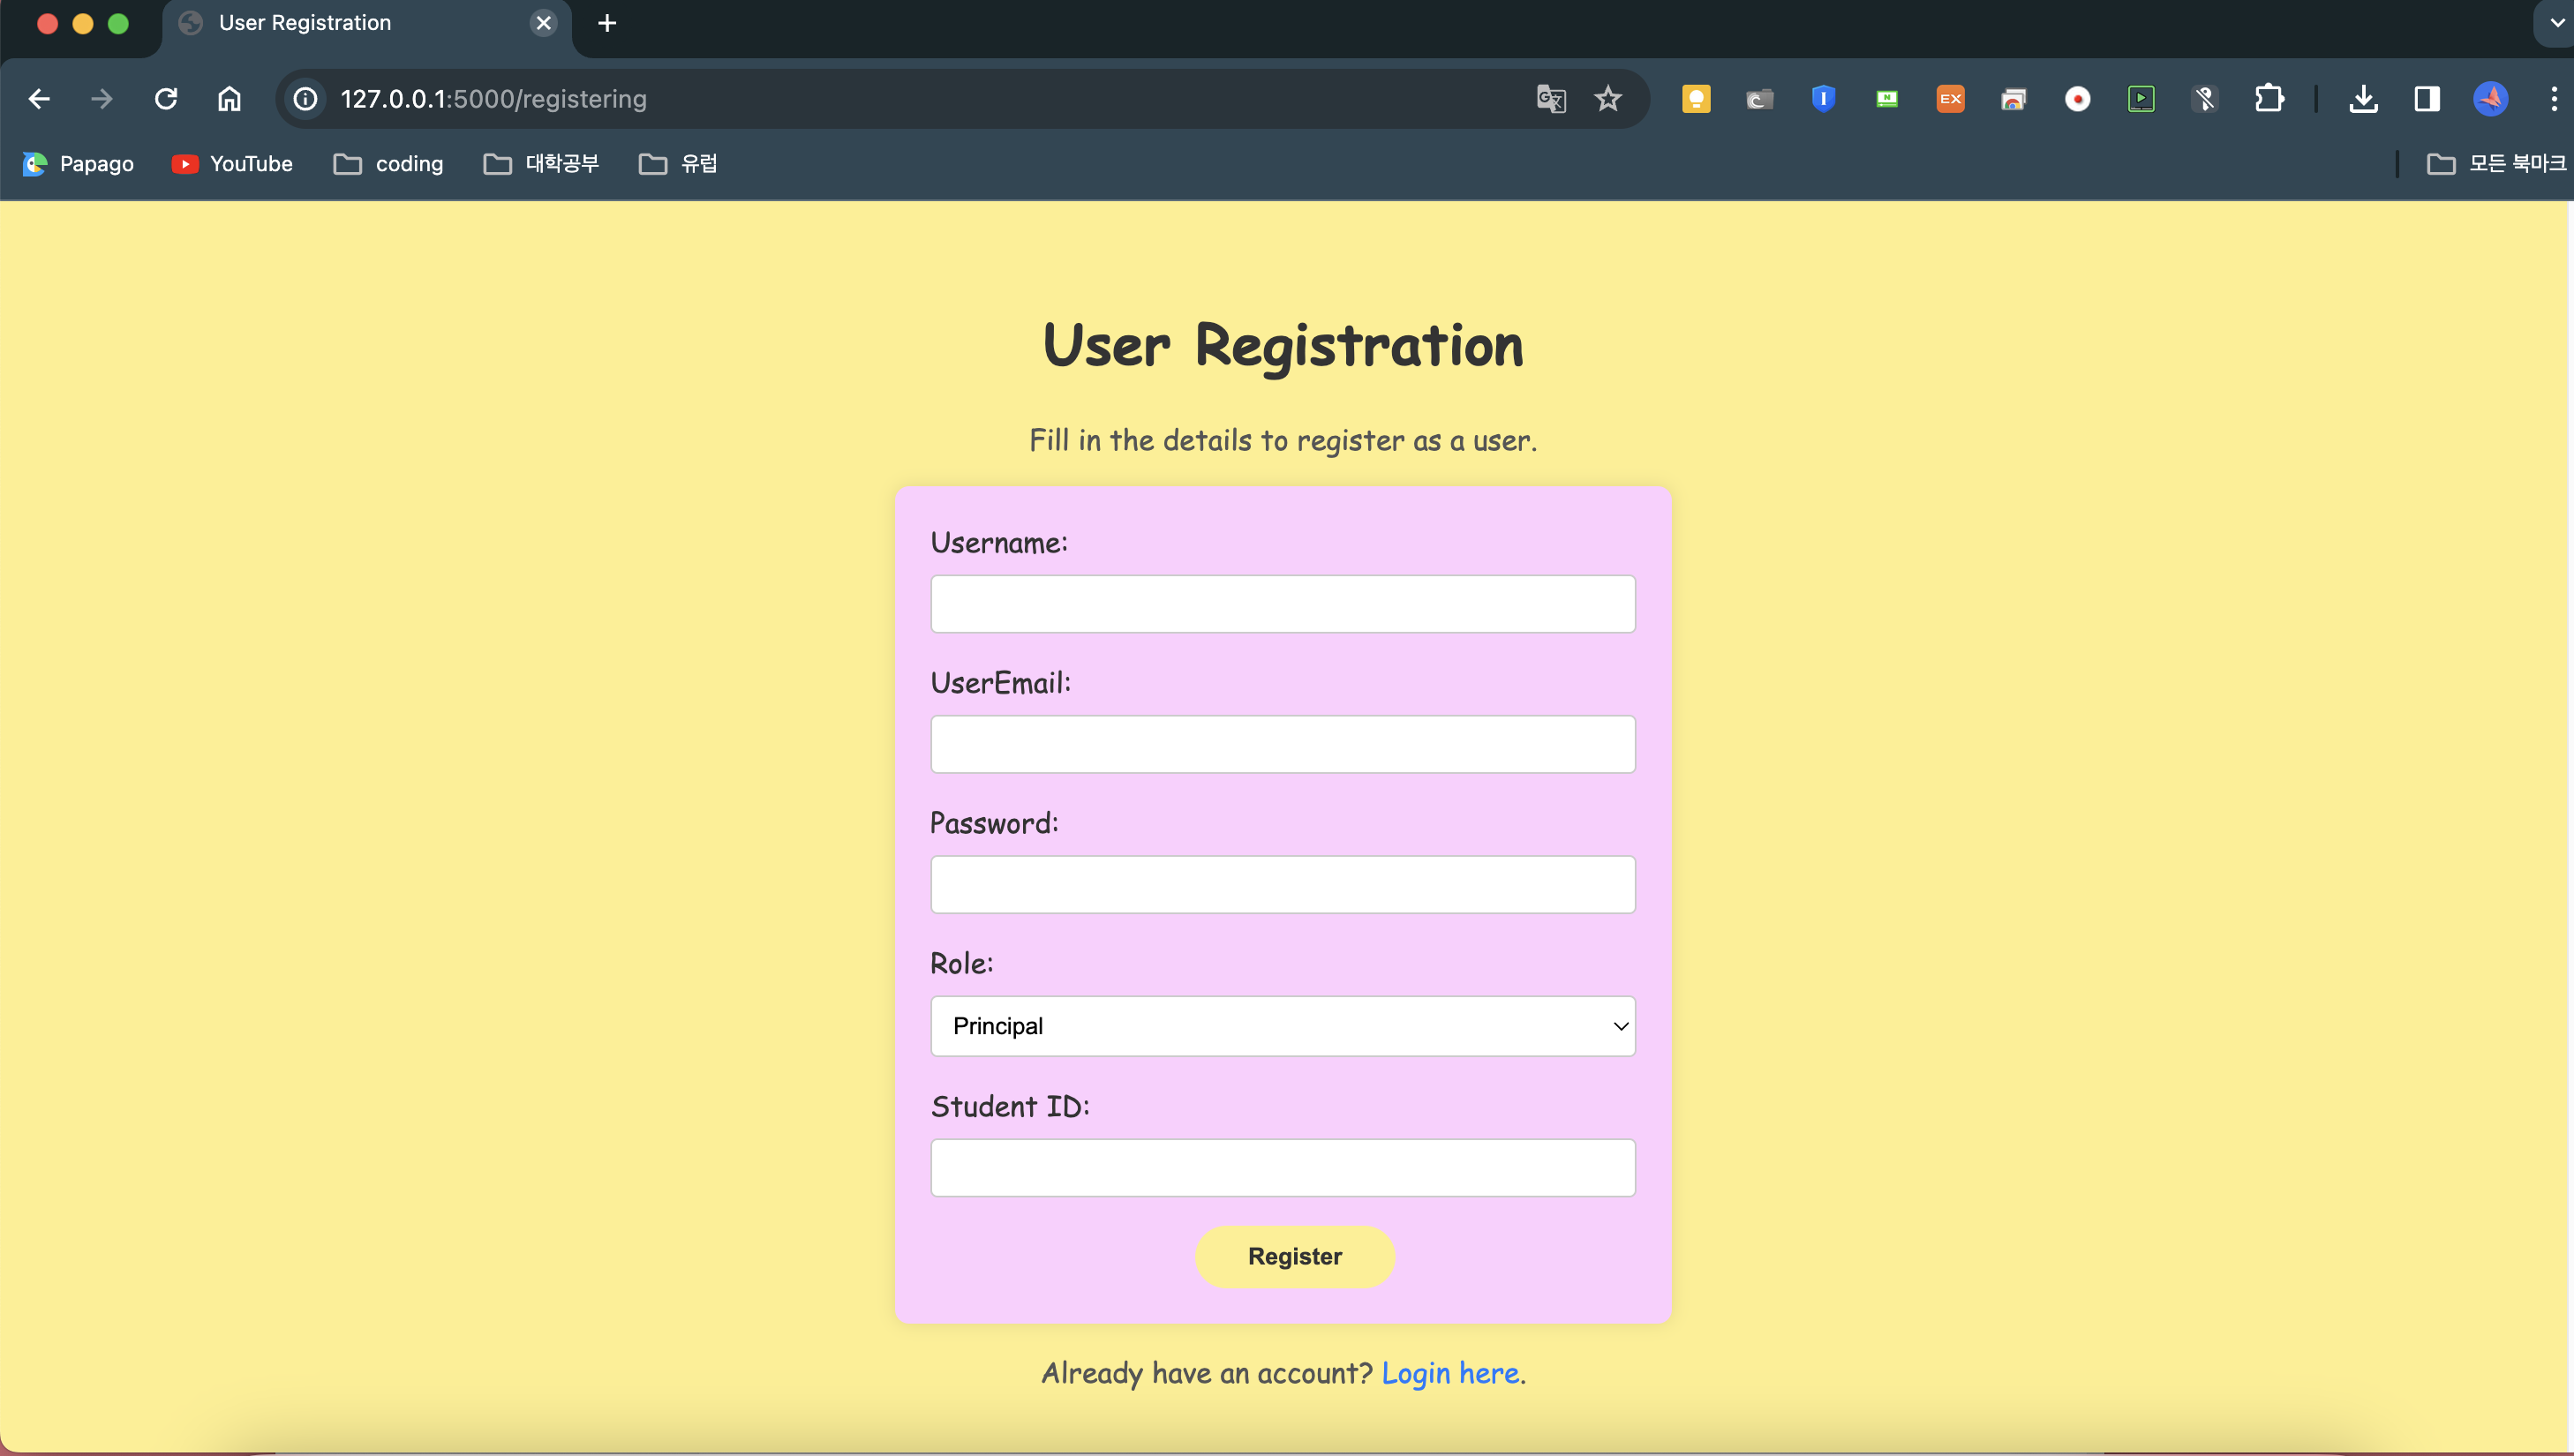 User Registration
127.0.0.1:5000/registering
EX
Papago
YouTube
coding
대학공부
유럽
모든 북마크
User Registration
Fill in the details to register as a user.
Username:
UserEmail:
Password:
Role:
Principal
Student ID:
Register
Already have an account? Login here.